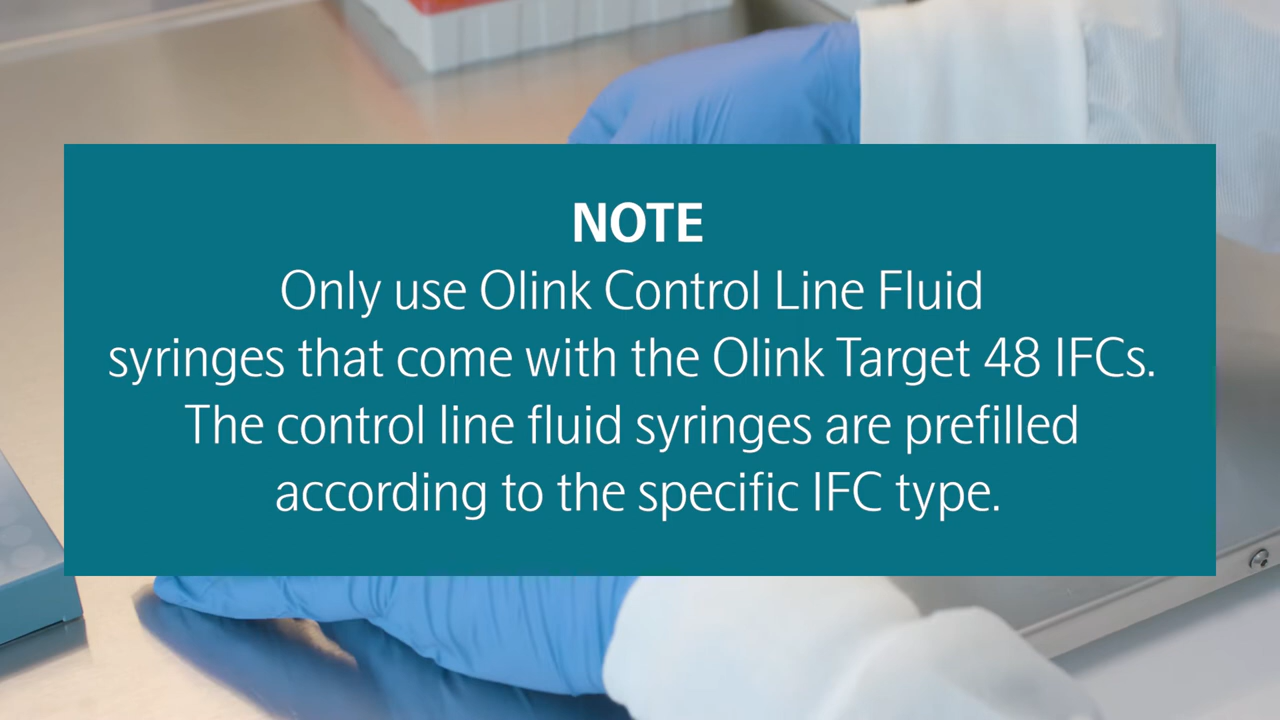 NOTE
Only use Olink Control Line Fluid
syringes that come with the Olink Target 48 IFCs.
The control line fluid syringes are prefilled
according to the specific IFC type.